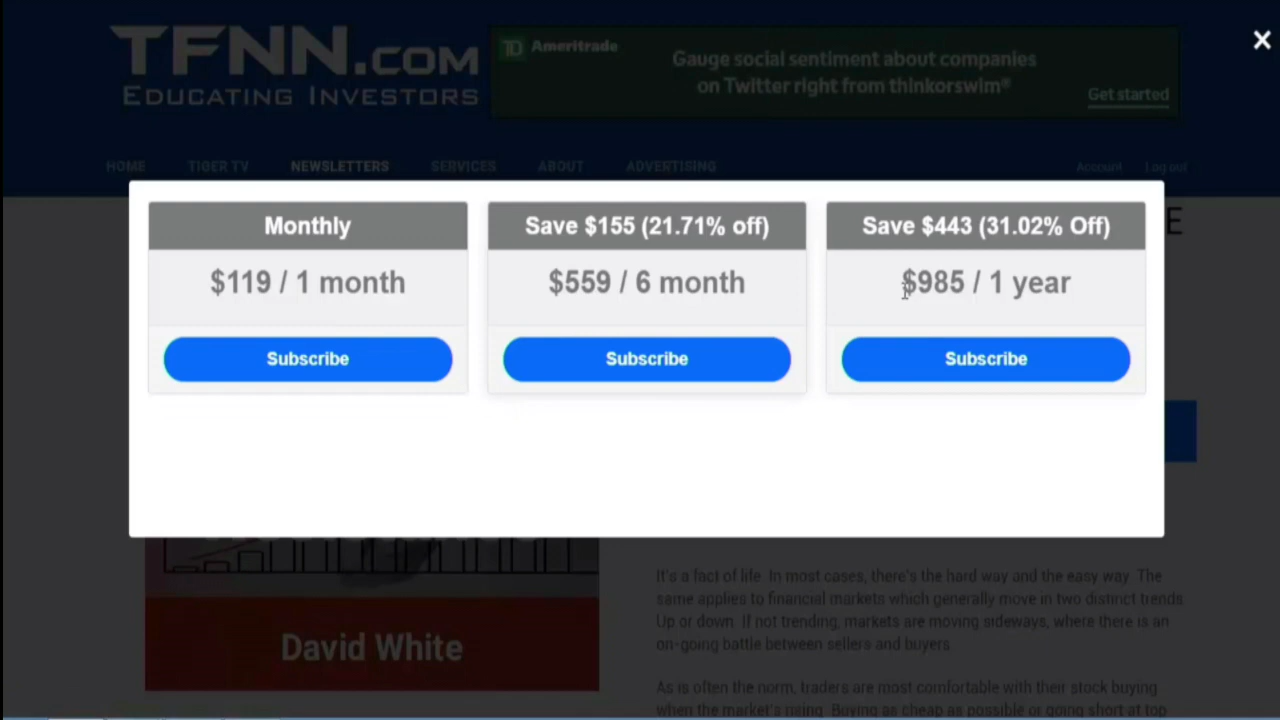 TFNN.COM
EDUCATING INVESTORS
TD Ameritrade
Gauge social sentiment about companies
on Twitter right from thinkorswim®
Get started
HOME TIGER TV NEWSLETTERS SERVICES ABOUT ADVERTISING Account Log out
×
E
Monthly
$119 / 1 month
Subscribe
Save $155 (21.71% off)
$559 / 6 month
Subscribe
Save $443 (31.02% Off)
$985 / 1 year
Subscribe
David White
It's a fact of life. In most cases, there's the hard way and the easy way. The
same applies to financial markets which generally move in two distinct trends.
Up or down. If not trending, markets are moving sideways, where there is an
on-going battle between sellers and buyers.
As is often the norm, traders are most comfortable with their stock buying
when the market's rising. Buying as cheap as possible or going short at top